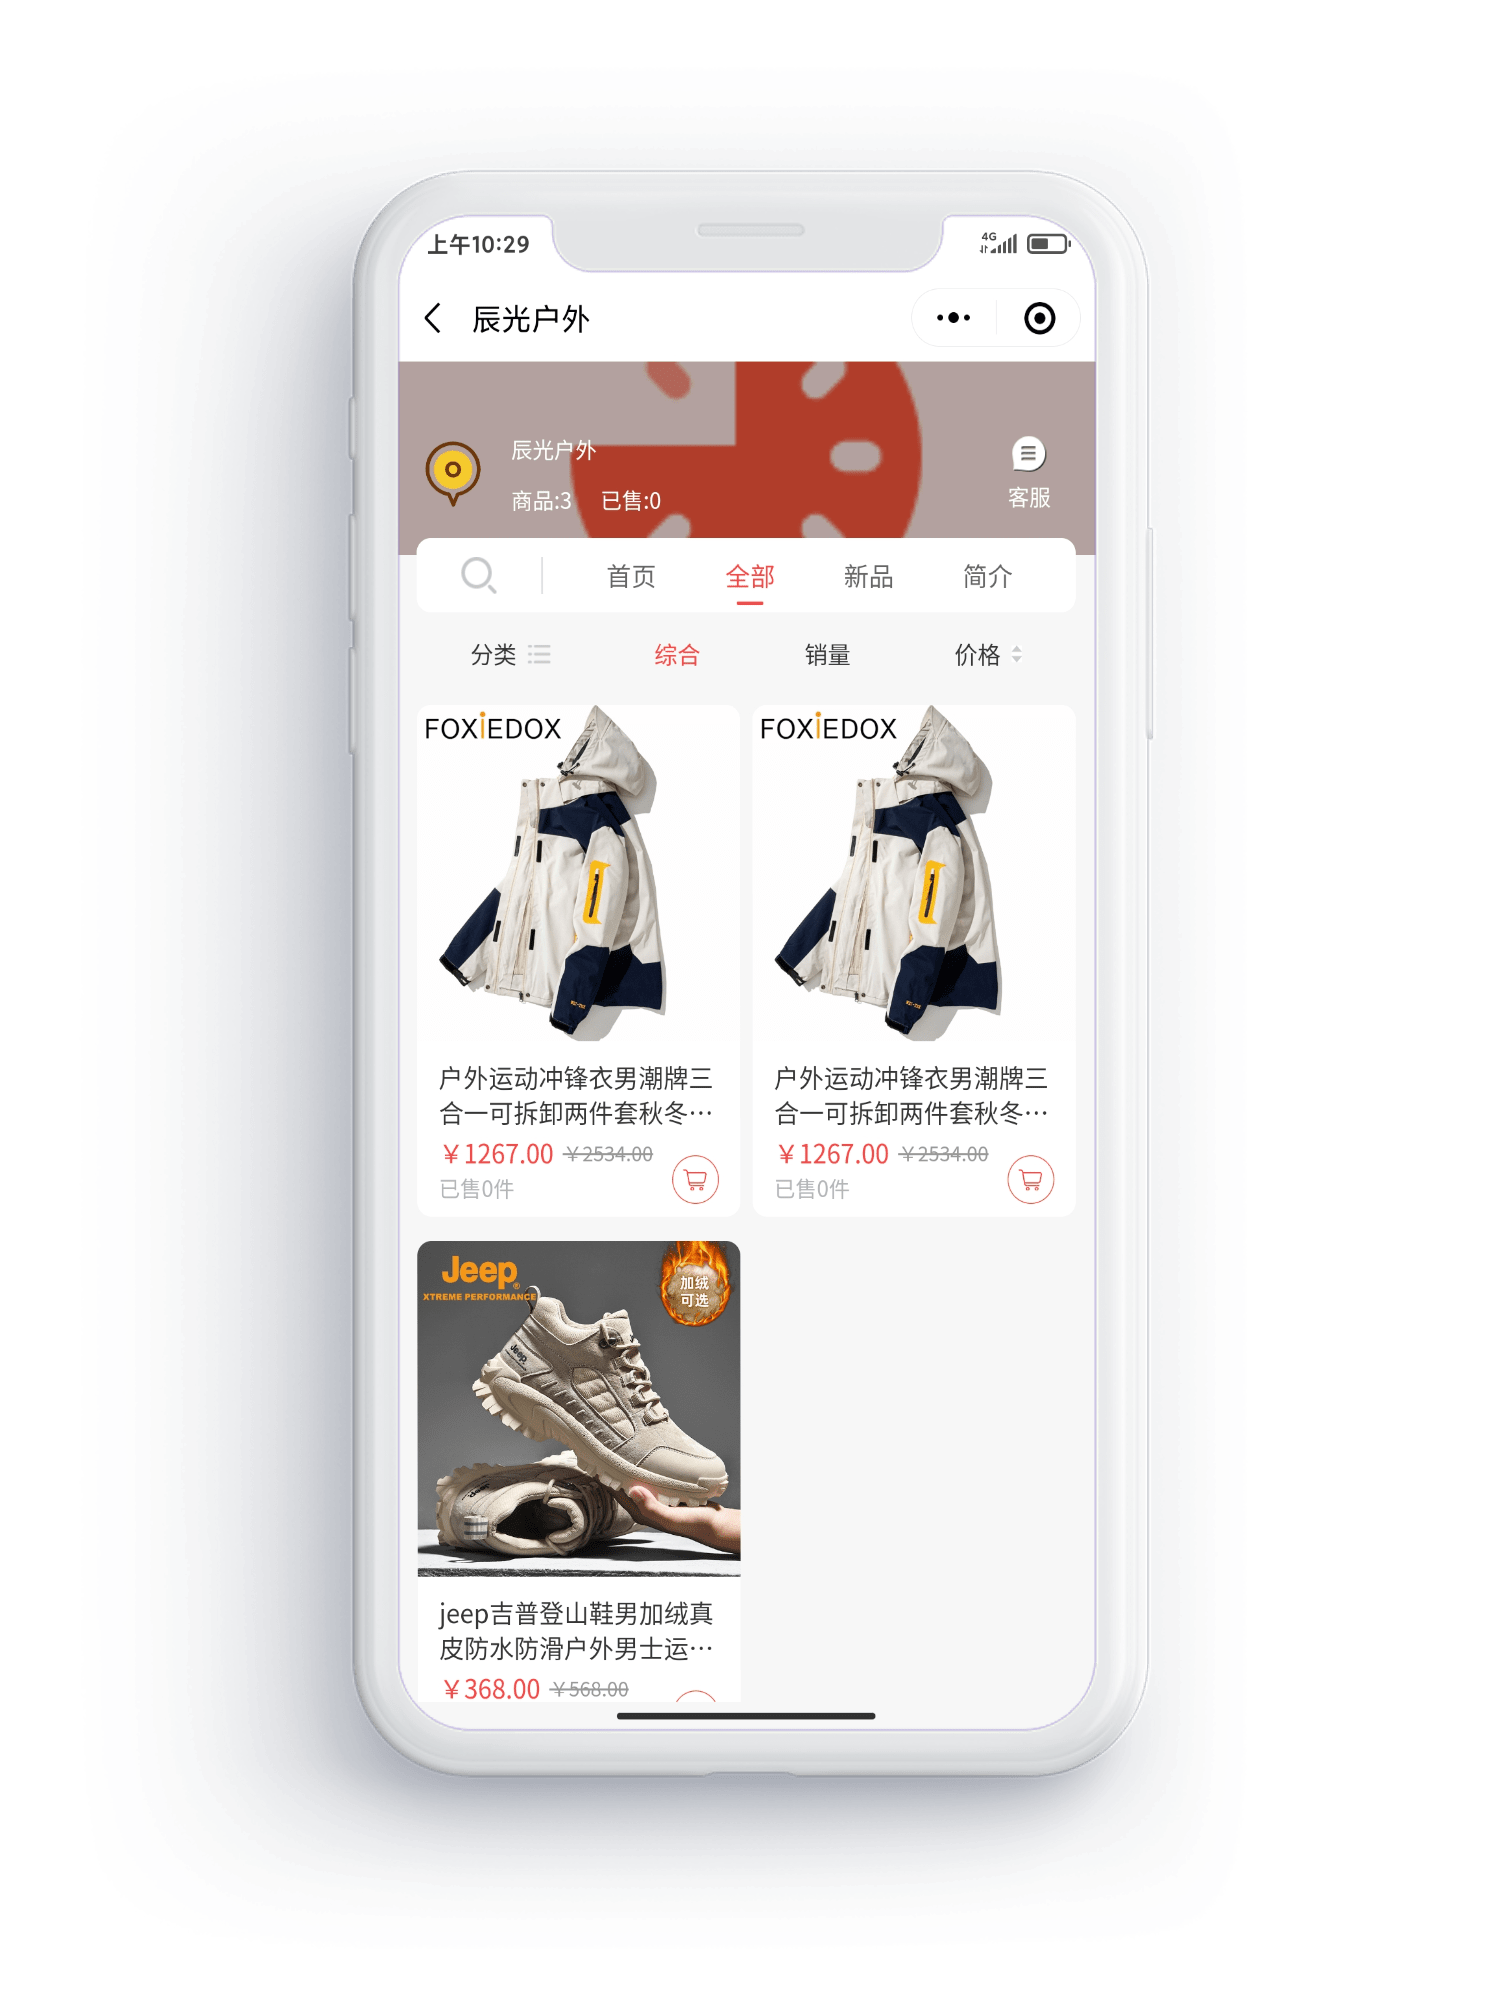 上午10:29
4G
辰光户外
辰光户外
商品:3 已售:0
客服
首页 全部 新品 简介
分类 综合 销量 价格
FOXiEDOX
FOXiEDOX
户外运动冲锋衣男潮牌三
合一可拆卸两件套秋冬…
￥1267.00 ￥2534.00
已售0件
户外运动冲锋衣男潮牌三
合一可拆卸两件套秋冬…
￥1267.00 ￥2534.00
已售0件
Jeep®
XTREME PERFORMANCE
加绒
可选
Jeep
Jeep
jeep吉普登山鞋男加绒真
皮防水防滑户外男士运…
￥368.00 ￥568.00